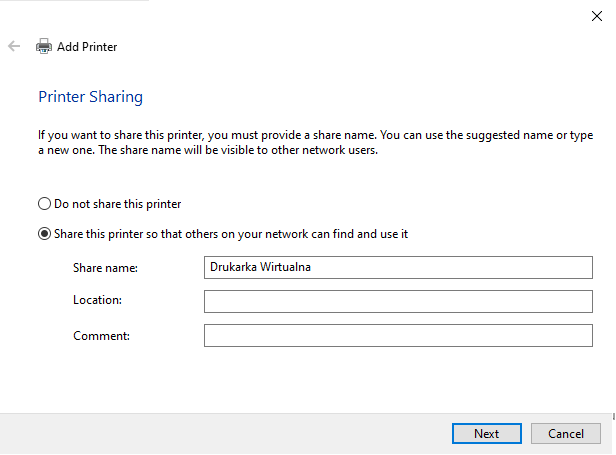 Add Printer
Printer Sharing
If you want to share this printer, you must provide a share name. You can use the suggested name or type
a new one. The share name will be visible to other network users.
Do not share this printer
Share this printer so that others on your network can find and use it
Share name: Drukarka Wirtualna
Location:
Comment:
Next Cancel